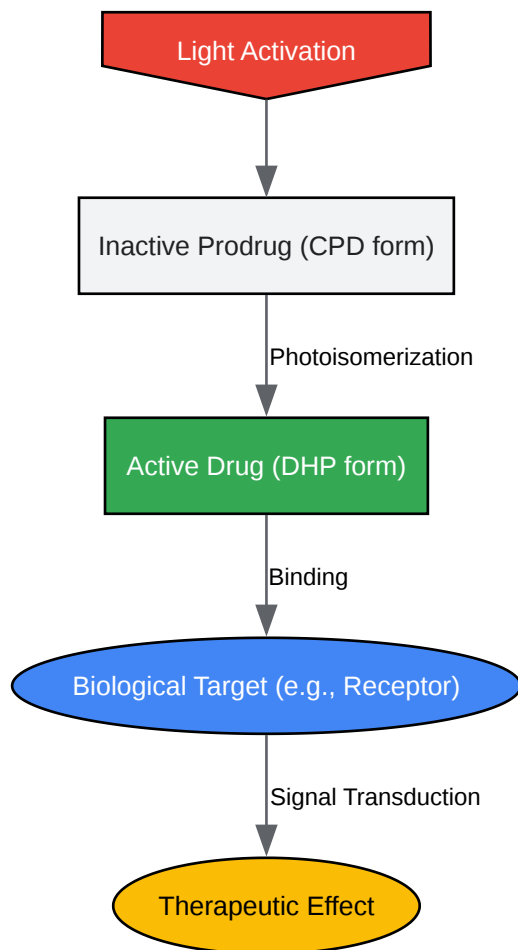 Light Activation
Inactive Prodrug (CPD form)
Photoisomerization
Active Drug (DHP form)
Binding
Biological Target (e.g., Receptor)
Signal Transduction
Therapeutic Effect